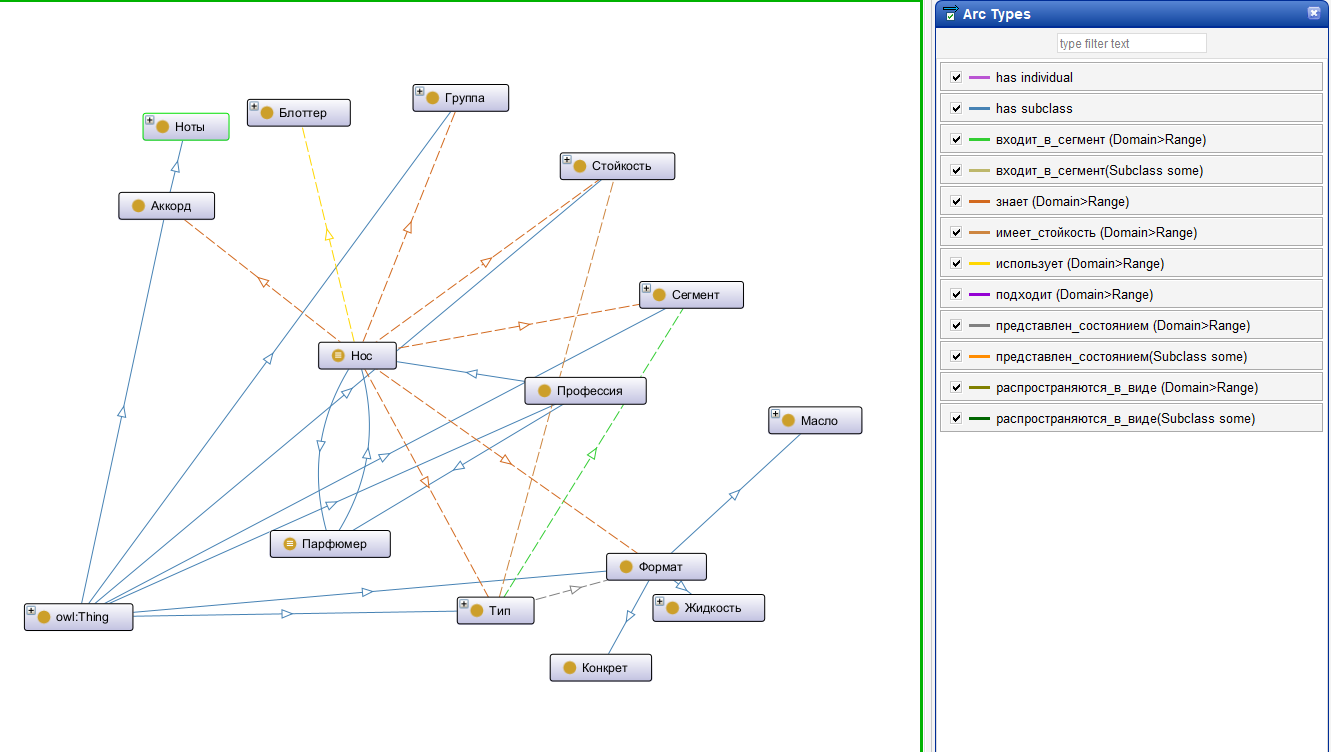 Arc Types
type filter text
has individual
has subclass
входит_в_сегмент (Domain>Range)
входит_в_сегмент(Subclass some)
знает (Domain>Range)
имеет_стойкость (Domain>Range)
использует (Domain>Range)
подходит (Domain>Range)
представлен_состоянием (Domain>Range)
представлен_состоянием(Subclass some)
распространяются_в_виде (Domain>Range)
распространяются_в_виде(Subclass some)
Группа
Блоттер
Ноты
Стойкость
Аккорд
Сегмент
Нос
Профессия
Масло
Парфюмер
Формат
Жидкость
Тип
owl:Thing
Конкрет